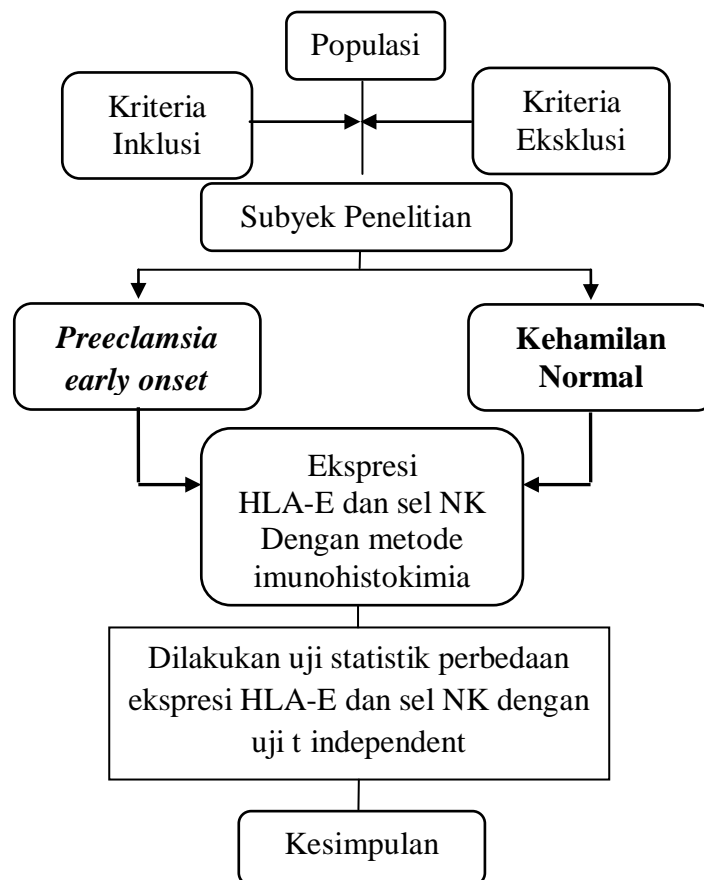 Populasi
Kriteria
Inklusi
Kriteria
Eksklusi
Subyek Penelitian
Preeclamsia
early onset
Kehamilan
Normal
Ekspresi
HLA-E dan sel NK
Dengan metode
imunohistokimia
Dilakukan uji statistik perbedaan
ekspresi HLA-E dan sel NK dengan
uji t independent
Kesimpulan